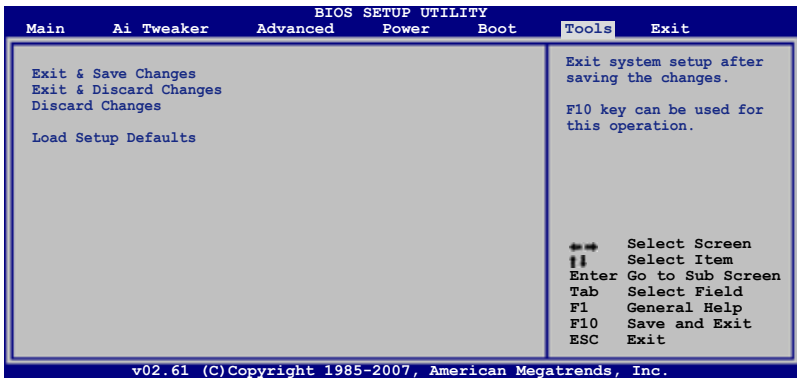 BIOS SETUP UTILITY
Main Ai Tweaker Advanced Power Boot Tools Exit
Exit & Save Changes
Exit & Discard Changes
Discard Changes
Load Setup Defaults
Exit system setup after
saving the changes.
F10 key can be used for
this operation.
Select Screen
Select Item
Enter Go to Sub Screen
Tab Select Field
F1 General Help
F10 Save and Exit
ESC Exit
v02.61 (C)Copyright 1985-2007, American Megatrends, Inc.